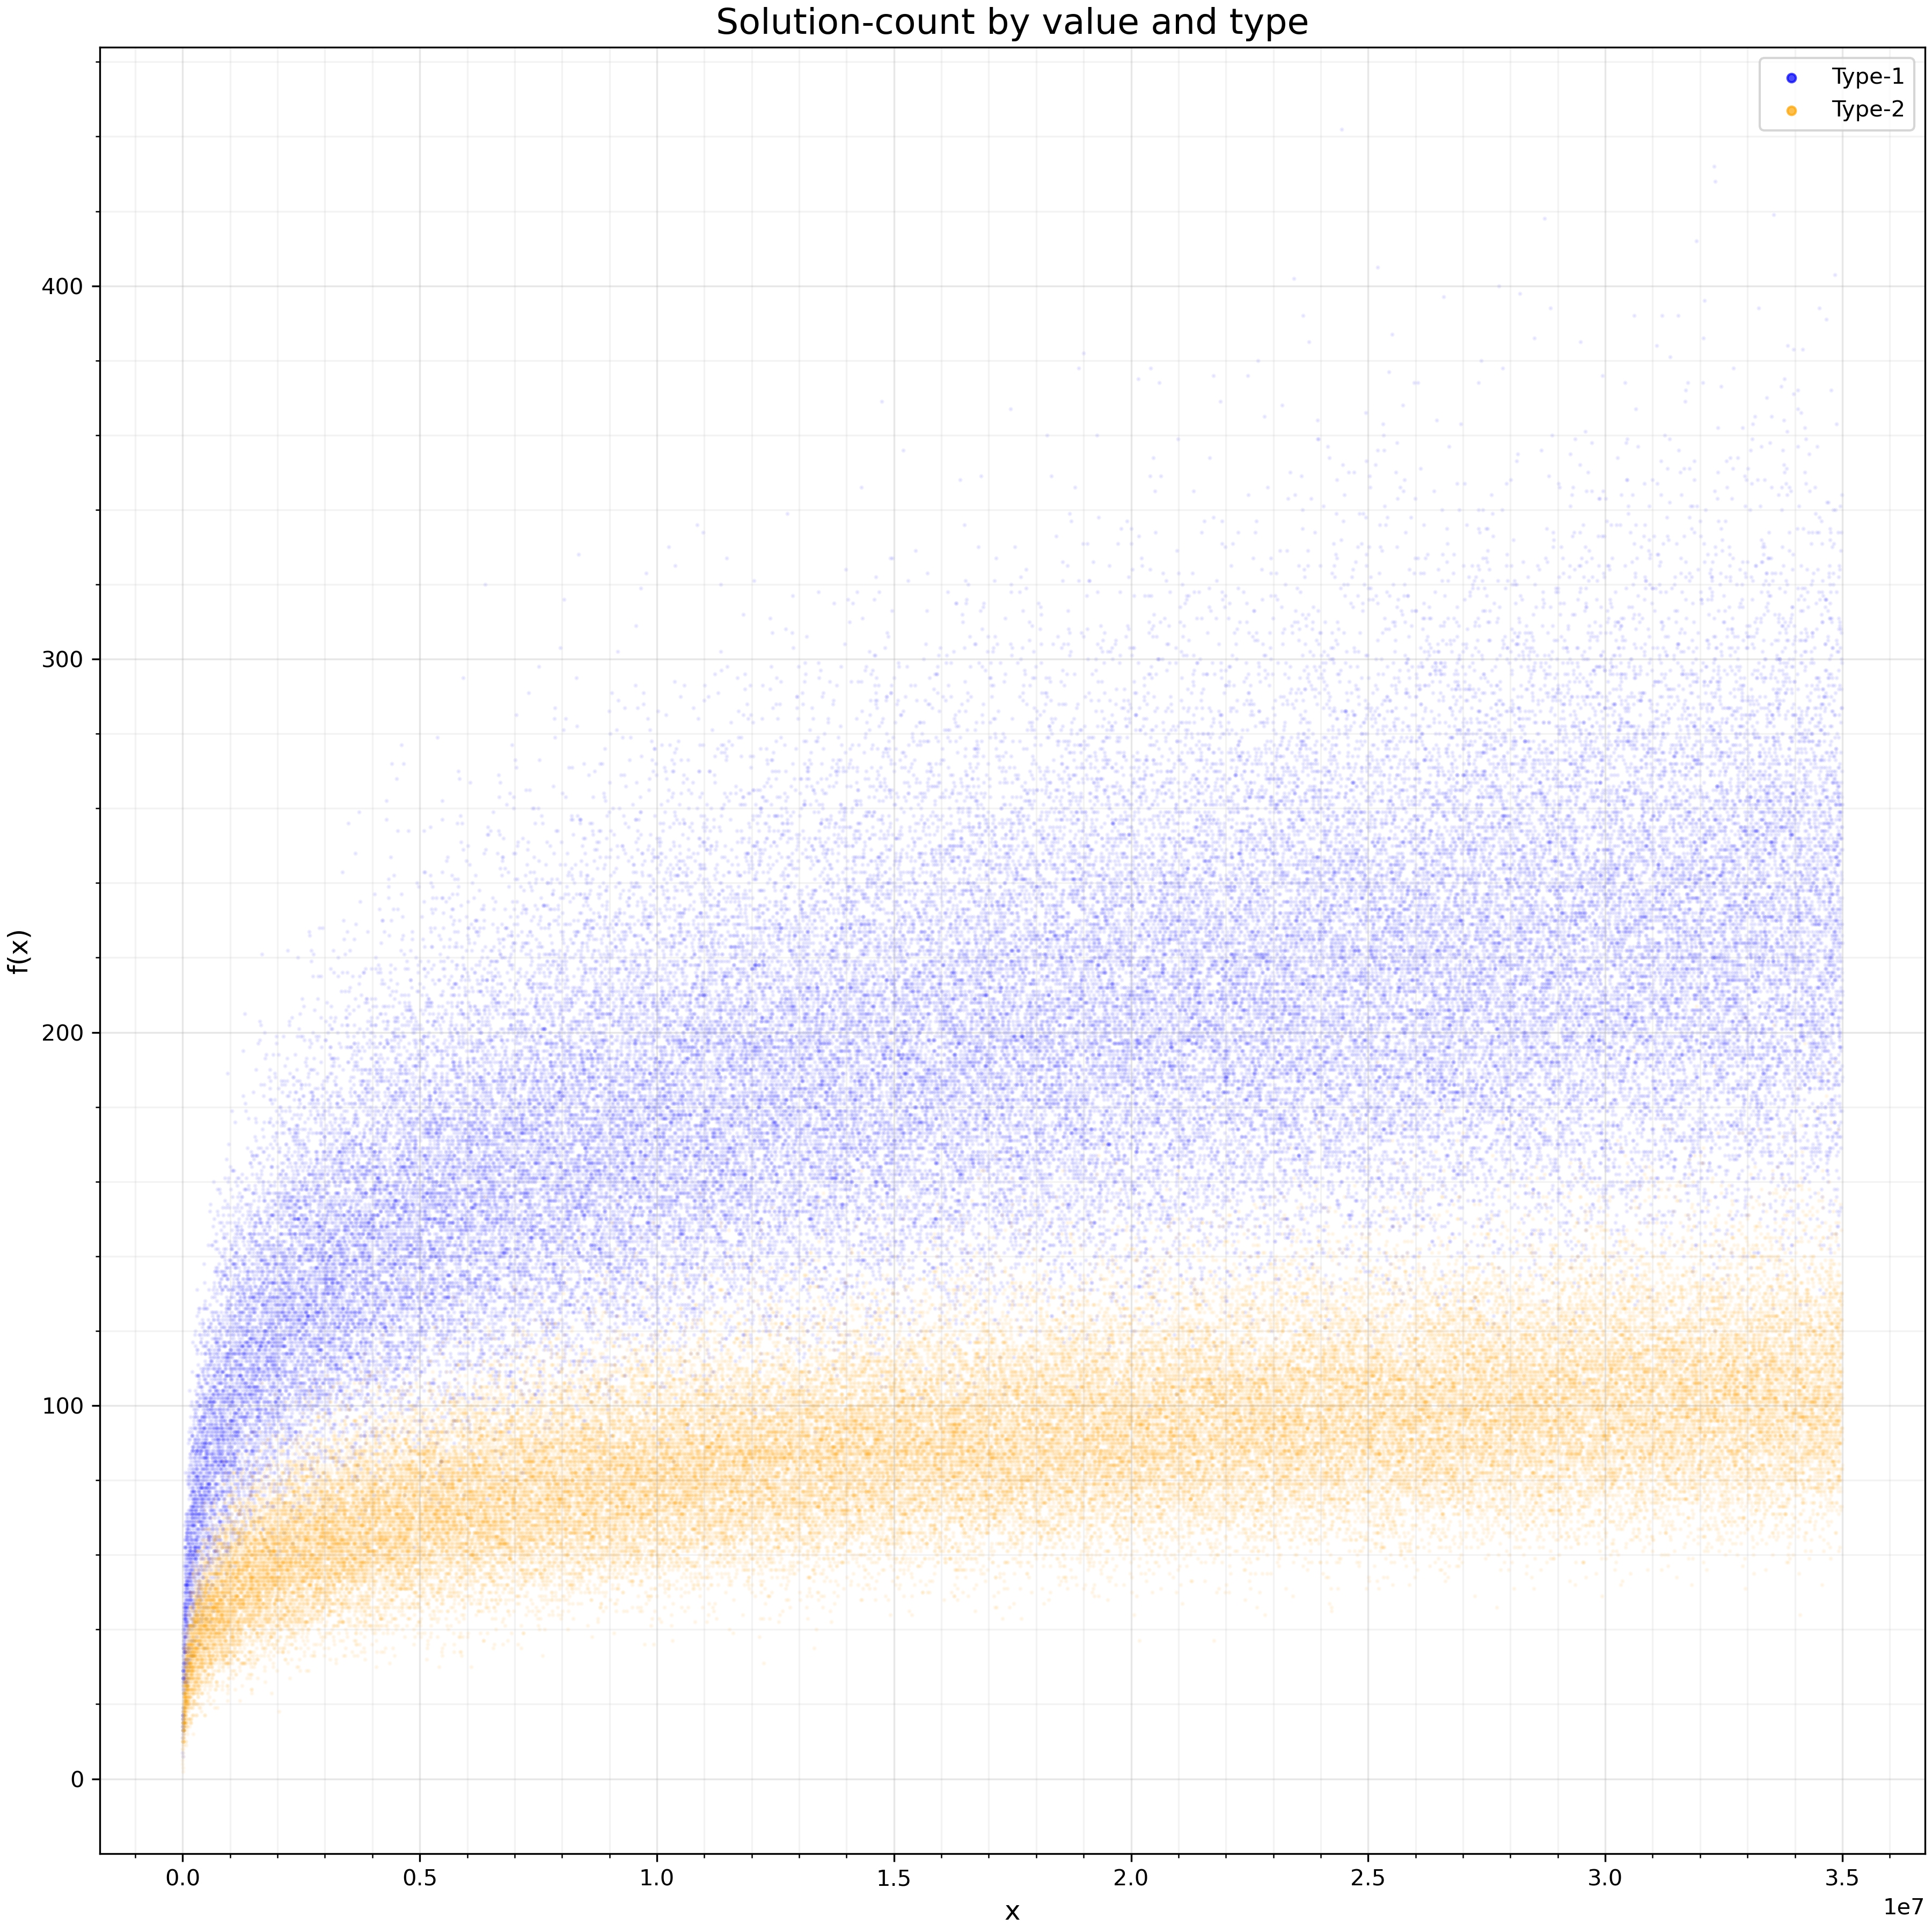 Solution-count by value and type
Type-1
Type-2
400
300
200
100
0
f(x)
0.0 0.5 1.0 1.5 2.0 2.5 3.0 3.5
1e7
x